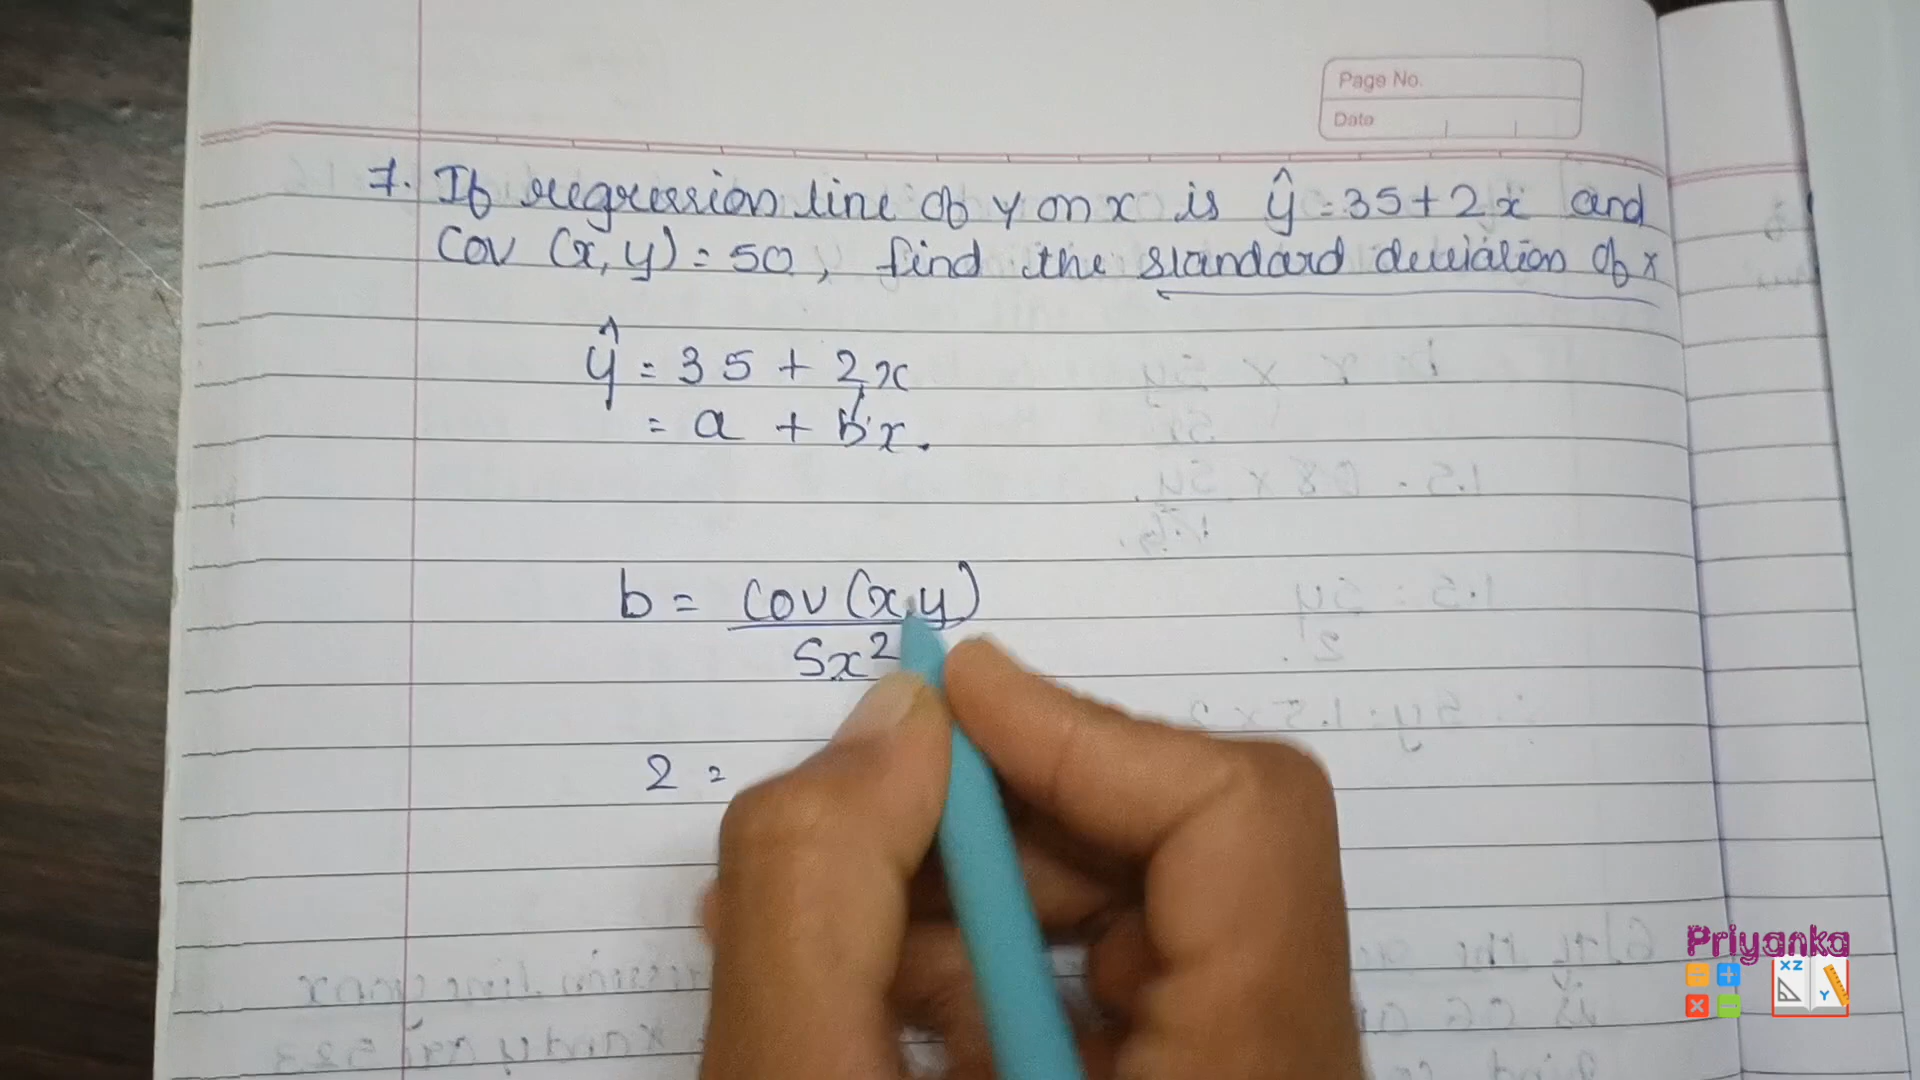 Page No.
Date
7. If regression line of y on x is ŷ = 35 + 2x and
Cov (x, y) = 50, find the standard deviation of x
ŷ = 35 + 2x
= a + bx.
b = Cov (x,y)
Sx²
2 =
Priyanka
XZ
Y